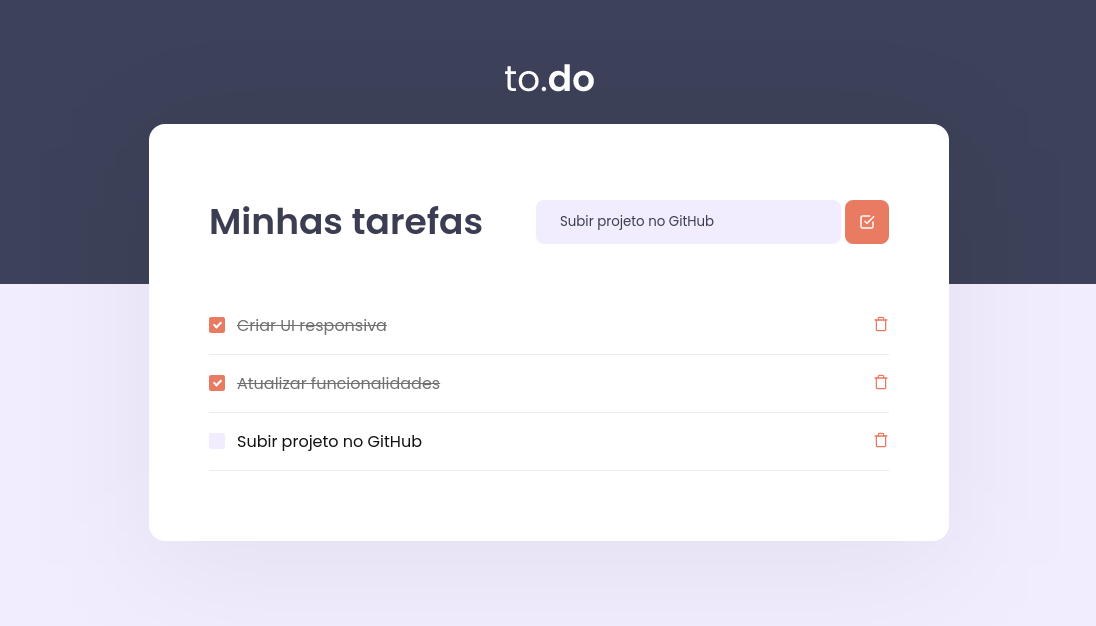 to.do
Minhas tarefas
Subir projeto no GitHub
Criar UI responsiva
Atualizar funcionalidades
Subir projeto no GitHub